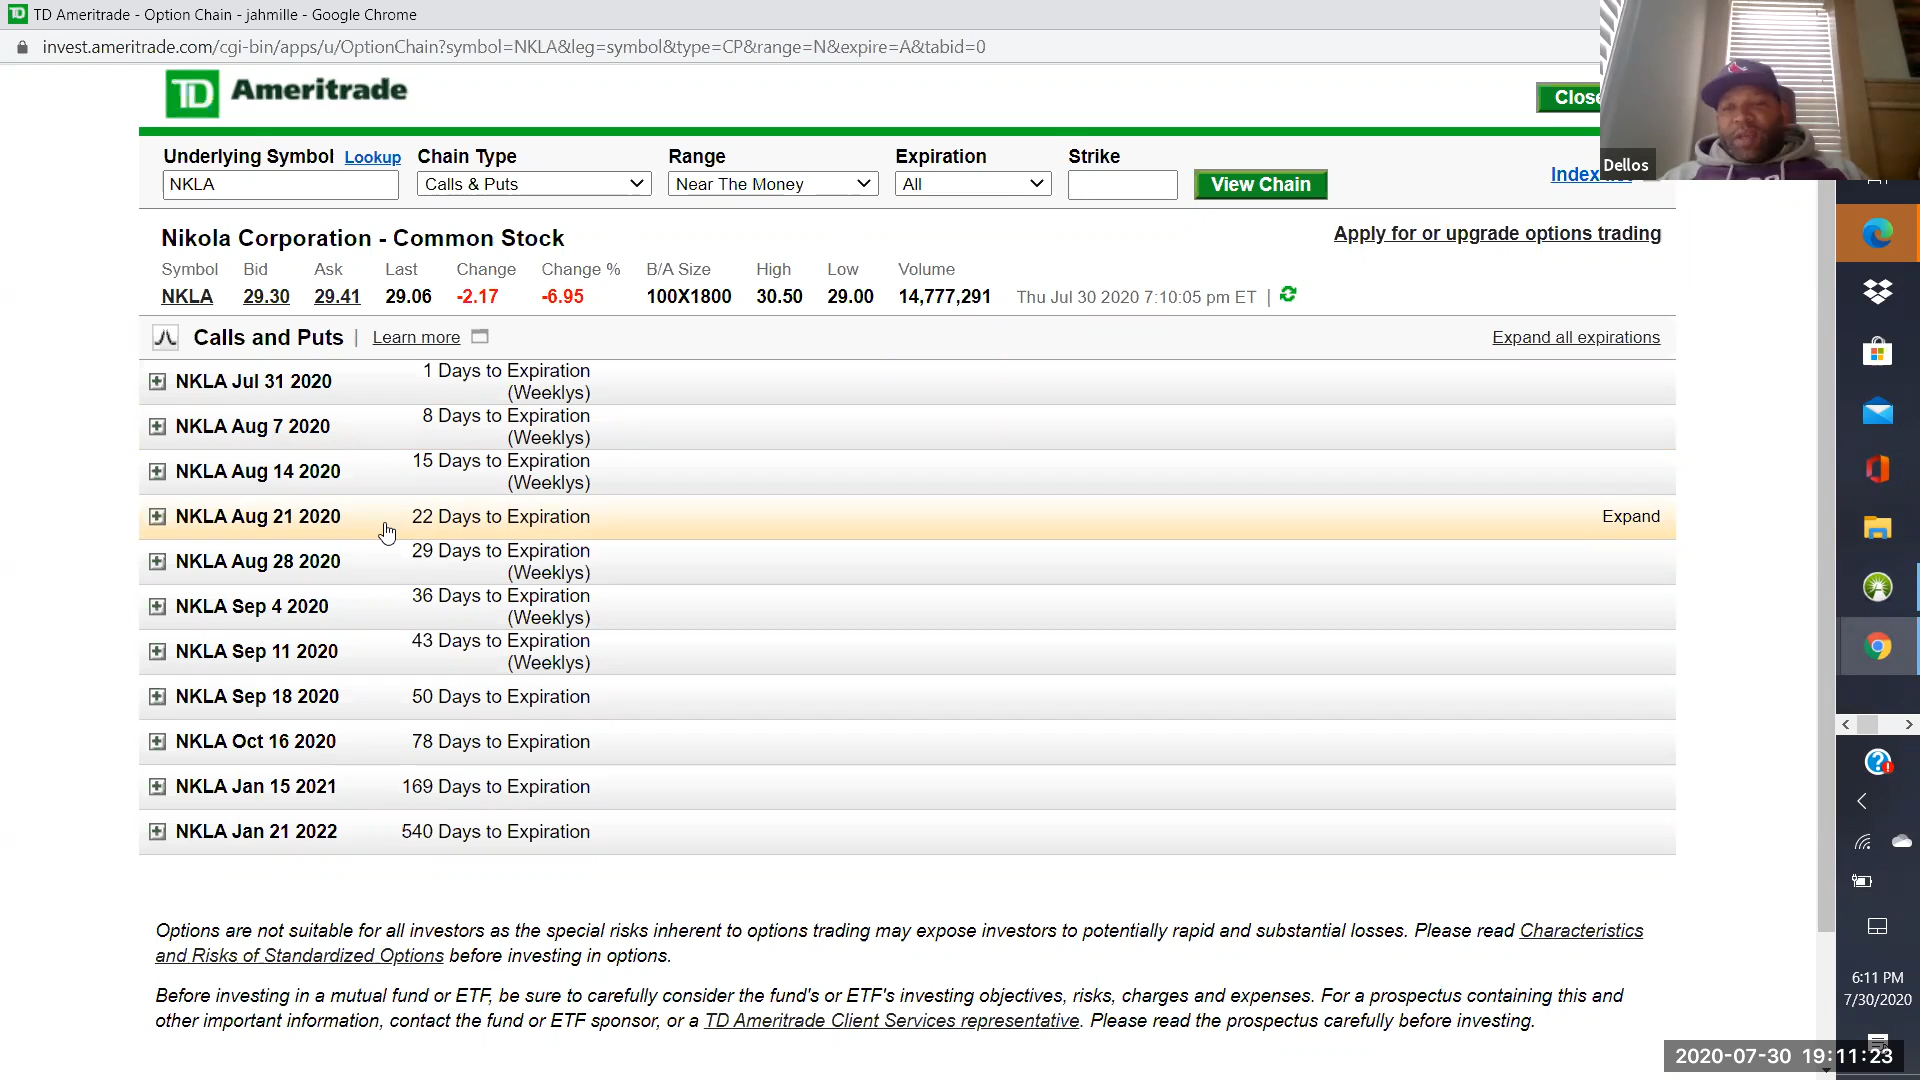 TD Ameritrade - Option Chain - jahmille - Google Chrome
invest.ameritrade.com/cgi-bin/apps/u/OptionChain?symbol=NKLA&leg=symbol&type=CP&range=N&expire=A&tabid=0
TD Ameritrade
Close
Underlying Symbol Lookup Chain Type Range Expiration Strike
NKLA Calls & Puts Near The Money All View Chain
Index
Dellos
Nikola Corporation - Common Stock
Apply for or upgrade options trading
Symbol Bid Ask Last Change Change % B/A Size High Low Volume
NKLA 29.30 29.41 29.06 -2.17 -6.95 100X1800 30.50 29.00 14,777,291 Thu Jul 30 2020 7:10:05 pm ET |
Calls and Puts | Learn more
Expand all expirations
NKLA Jul 31 2020 1 Days to Expiration
(Weeklys)
NKLA Aug 7 2020 8 Days to Expiration
(Weeklys)
NKLA Aug 14 2020 15 Days to Expiration
(Weeklys)
NKLA Aug 21 2020 22 Days to Expiration Expand
NKLA Aug 28 2020 29 Days to Expiration
(Weeklys)
NKLA Sep 4 2020 36 Days to Expiration
(Weeklys)
NKLA Sep 11 2020 43 Days to Expiration
(Weeklys)
NKLA Sep 18 2020 50 Days to Expiration
NKLA Oct 16 2020 78 Days to Expiration
NKLA Jan 15 2021 169 Days to Expiration
NKLA Jan 21 2022 540 Days to Expiration
Options are not suitable for all investors as the special risks inherent to options trading may expose investors to potentially rapid and substantial losses. Please read Characteristics
and Risks of Standardized Options before investing in options.
Before investing in a mutual fund or ETF, be sure to carefully consider the fund's or ETF's investing objectives, risks, charges and expenses. For a prospectus containing this and
other important information, contact the fund or ETF sponsor, or a TD Ameritrade Client Services representative. Please read the prospectus carefully before investing.
6:11 PM
7/30/2020
2020-07-30 19:11:23